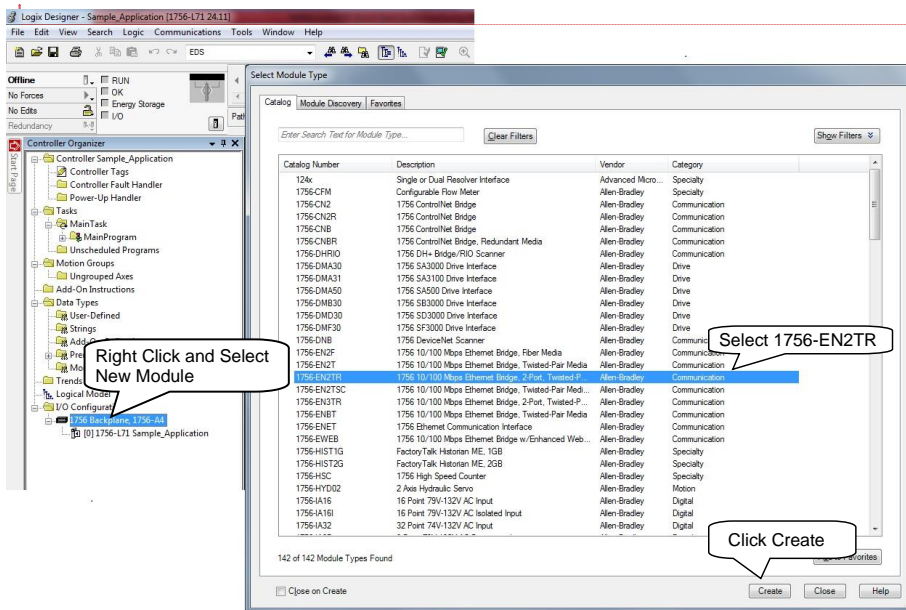 Logix Designer - Sample_Application [1756-L71 24.11]
File Edit View Search Logic Communications Tools Window Help
EDS
Offline
RUN
No Forces
OK
Energy Storage
No Edits
I/O
Redundancy
Path
Start Page
Controller Organizer
Controller Sample_Application
Controller Tags
Controller Fault Handler
Power-Up Handler
Tasks
MainTask
MainProgram
Unscheduled Programs
Motion Groups
Ungrouped Axes
Add-On Instructions
Data Types
User-Defined
Strings
Trends
Logical Model
1756 Backplane, 1756-A4
[0] 1756-L71 Sample_Application
Right Click and Select
New Module
Select Module Type
Catalog Module Discovery Favorites
Enter Search Text for Module Type...
Clear Filters
Show Filters
Catalog Number Description Vendor Category
124x Single or Dual Resolver Interface Advanced Micro... Specialty
1756-CFM Configurable Flow Meter Allen-Bradley Specialty
1756-CN2 1756 ControlNet Bridge Allen-Bradley Communication
1756-CN2R 1756 ControlNet Bridge Allen-Bradley Communication
1756-CNB 1756 ControlNet Bridge Allen-Bradley Communication
1756-CNBR 1756 ControlNet Bridge, Redundant Media Allen-Bradley Communication
1756-DHRIO 1756 DH+ Bridge/RIO Scanner Allen-Bradley Communication
1756-DMA30 1756 SA3000 Drive Interface Allen-Bradley Drive
1756-DMA31 1756 SA3100 Drive Interface Allen-Bradley Drive
1756-DMA50 1756 SA500 Drive Interface Allen-Bradley Drive
1756-DMB30 1756 SB3000 Drive Interface Allen-Bradley Drive
1756-DMD30 1756 SD3000 Drive Interface Allen-Bradley Drive
1756-DMF30 1756 SF3000 Drive Interface Allen-Bradley Drive
1756-DNB 1756 DeviceNet Scanner Allen-Bradley
1756-EN2F 1756 10/100 Mbps Ethernet Bridge, Fiber Media Allen-Bradley Communication
1756-EN2T 1756 10/100 Mbps Ethernet Bridge, Twisted-Pair Media Allen-Bradley Communication
1756-EN2TR 1756 10/100 Mbps Ethernet Bridge, 2-Port, Twisted-P... Allen-Bradley Communication
1756-EN2TSC 1756 10/100 Mbps Ethernet Bridge, Twisted-Pair Medi... Allen-Bradley Communication
1756-EN3TR 1756 10/100 Mbps Ethernet Bridge, 2-Port, Twisted-P... Allen-Bradley Communication
1756-ENBT 1756 10/100 Mbps Ethernet Bridge, Twisted-Pair Media Allen-Bradley Communication
1756-ENET 1756 Ethernet Communication Interface Allen-Bradley Communication
1756-EWEB 1756 10/100 Mbps Ethernet Bridge w/Enhanced Web... Allen-Bradley Communication
1756-HIST1G FactoryTalk Historian ME, 1GB Allen-Bradley Specialty
1756-HIST2G FactoryTalk Historian ME, 2GB Allen-Bradley Specialty
1756-HSC 1756 High Speed Counter Allen-Bradley Specialty
1756-HYD02 2 Axis Hydraulic Servo Allen-Bradley Motion
1756-IA16 16 Point 79V-132V AC Input Allen-Bradley Digital
1756-IA16I 16 Point 79V-132V AC Isolated Input Allen-Bradley Digital
1756-IA32 32 Point 74V-132V AC Input Allen-Bradley Digital
Select 1756-EN2TR
Click Create
142 of 142 Module Types Found
Favorites
Close on Create
Create Close Help